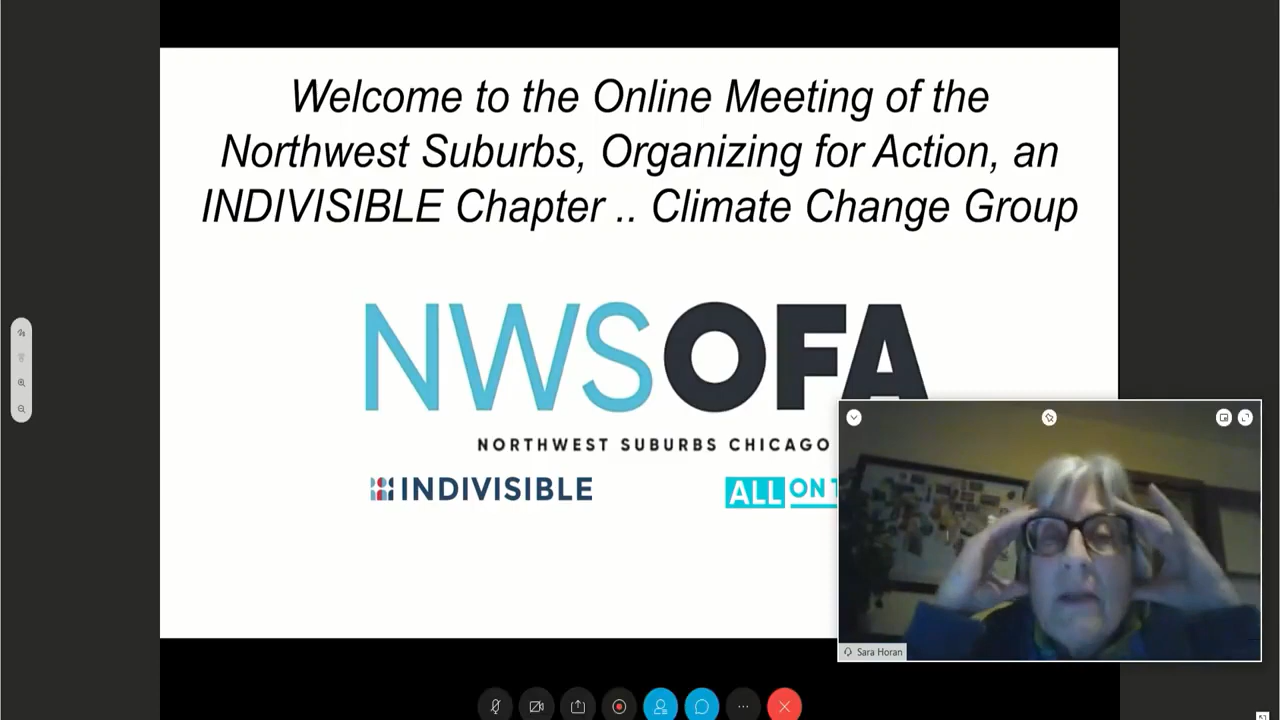 Welcome to the Online Meeting of the
Northwest Suburbs, Organizing for Action, an
INDIVISIBLE Chapter .. Climate Change Group
NWSOFA
NORTHWEST SUBURBS CHICAGO
INDIVISIBLE
ALL ON
Sara Horan